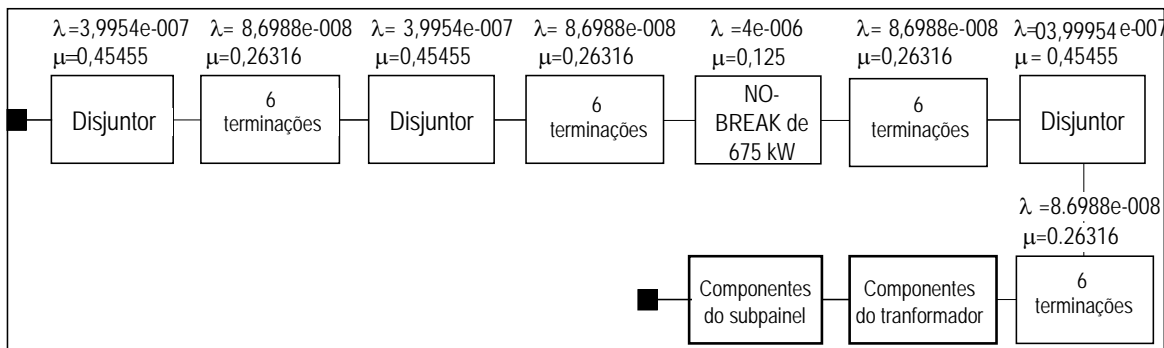 λ =3,9954e-007
μ=0,45455
Disjuntor
λ= 8,6988e-008
μ=0,26316
6
terminações
λ= 3,9954e-007
μ=0,45455
Disjuntor
λ= 8,6988e-008
μ=0,26316
6
terminações
λ =4e-006
μ=0,125
NO-
BREAK de
675 kW
λ= 8,6988e-008
μ=0,26316
6
terminações
λ=03,99954 e-007
μ= 0,45455
Disjuntor
λ =8.6988e-008
μ=0.26316
6
terminações
Componentes
do tranformador
Componentes
do subpainel